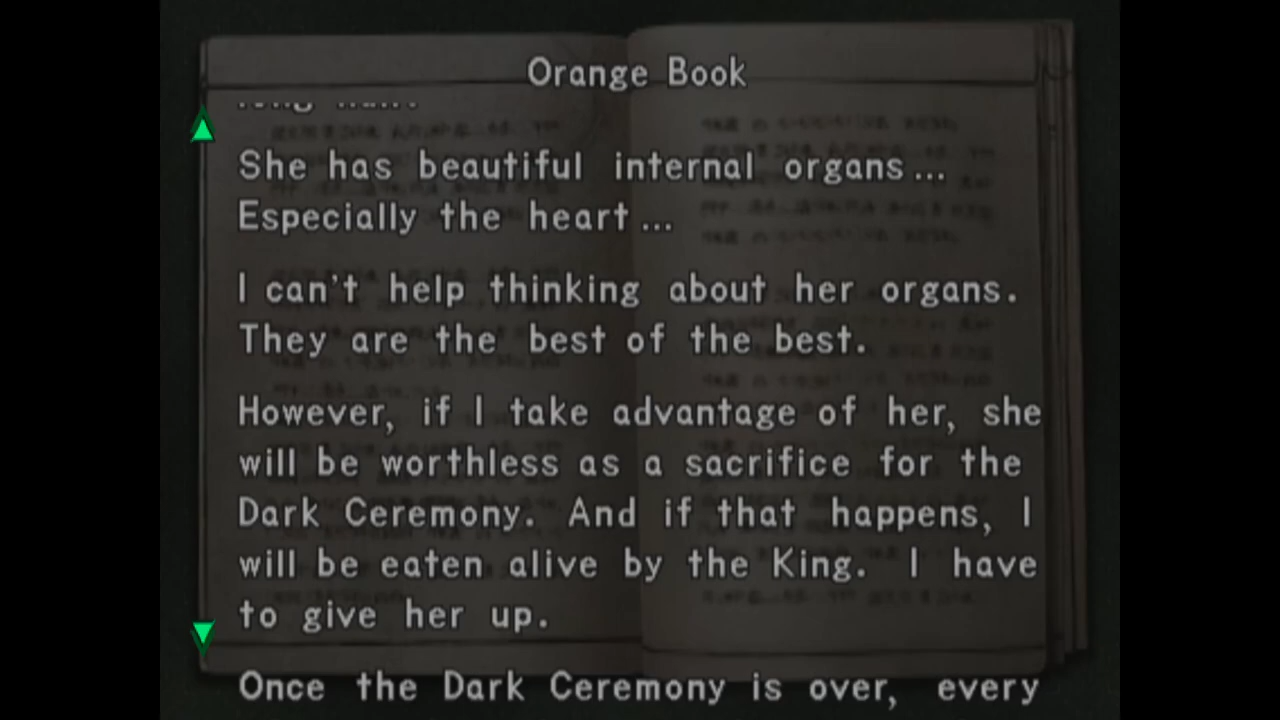 Orange Book
She has beautiful internal organs...
Especially the heart...
I can't help thinking about her organs.
They are the best of the best.
However, if I take advantage of her, she
will be worthless as a sacrifice for the
Dark Ceremony. And if that happens, I
will be eaten alive by the King. I have
to give her up.
Once the Dark Ceremony is over, every